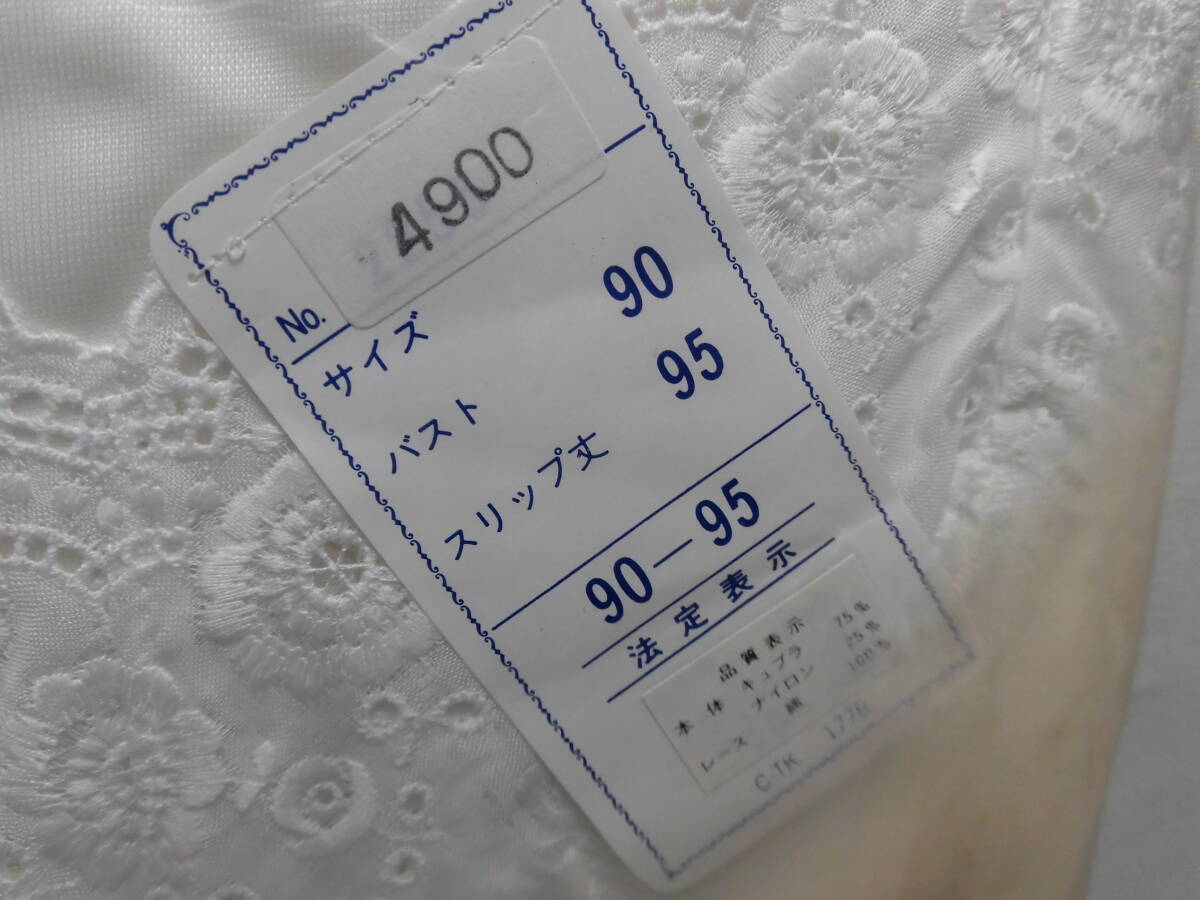 4900
No.
サイズ 90
バスト 95
スリップ丈
90-95
法定表示
品質表示
本体 キュプラ 75%
ナイロン 25%
レース 綿 100%
C.TK 1776